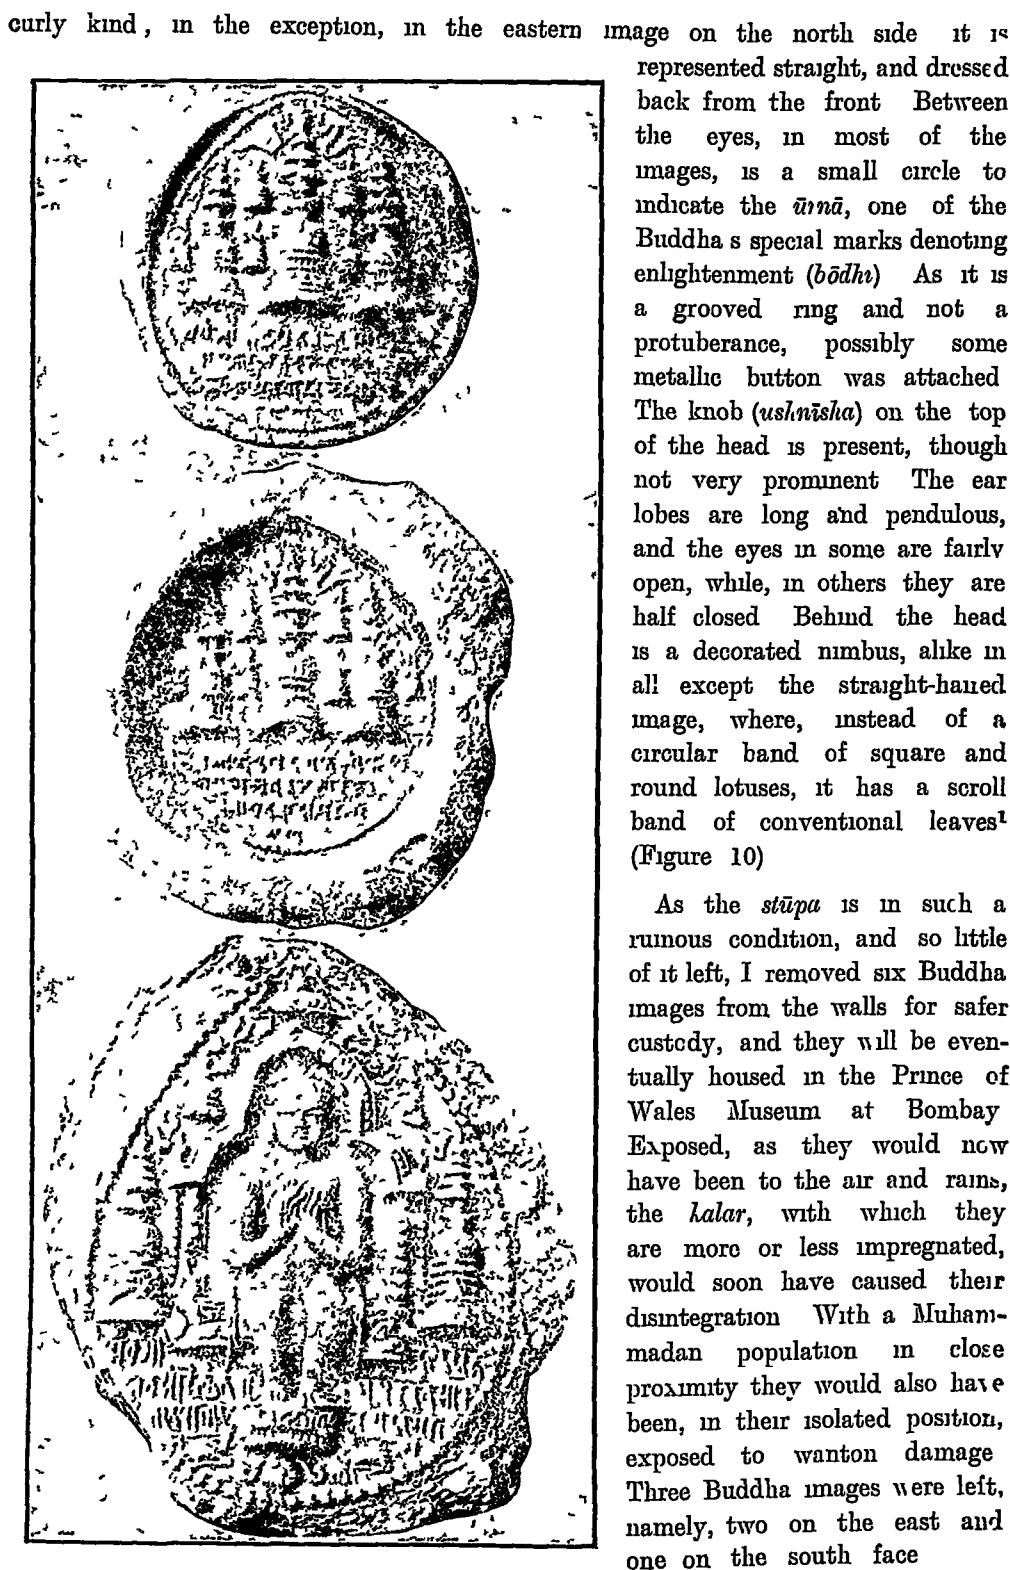 curly kind, in the exception, in the eastern image on the north side it is
represented straight, and dressed
back from the front Between
the eyes, in most of the
images, is a small circle to
indicate the ūrnā, one of the
Buddha s special marks denoting
enlightenment (bōdhi) As it is
a grooved ring and not a
protuberance, possibly some
metallic button was attached
The knob (ushnīsha) on the top
of the head is present, though
not very prominent The ear
lobes are long and pendulous,
and the eyes in some are fairly
open, while, in others they are
half closed Behind the head
is a decorated nimbus, alike in
all except the straight-haired
image, where, instead of a
circular band of square and
round lotuses, it has a scroll
band of conventional leaves¹
(Figure 10)
As the stūpa is in such a
ruinous condition, and so little
of it left, I removed six Buddha
images from the walls for safer
custody, and they will be even-
tually housed in the Prince of
Wales Museum at Bombay
Exposed, as they would now
have been to the air and rains,
the kalar, with which they
are more or less impregnated,
would soon have caused their
disintegration With a Muham-
madan population in close
proximity they would also have
been, in their isolated position,
exposed to wanton damage
Three Buddha images were left,
namely, two on the east and
one on the south face